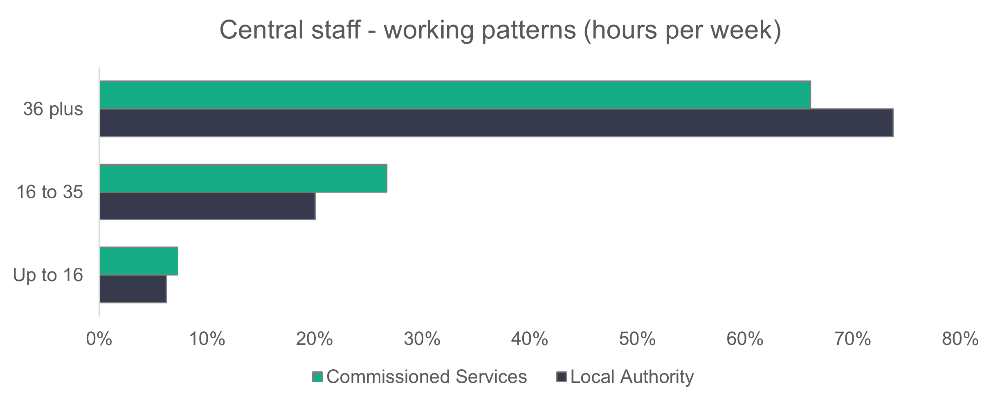 Central staff - working patterns (hours per week)
36 plus
16 to 35
Up to 16
0% 10% 20% 30% 40% 50% 60% 70% 80%
Commissioned Services Local Authority